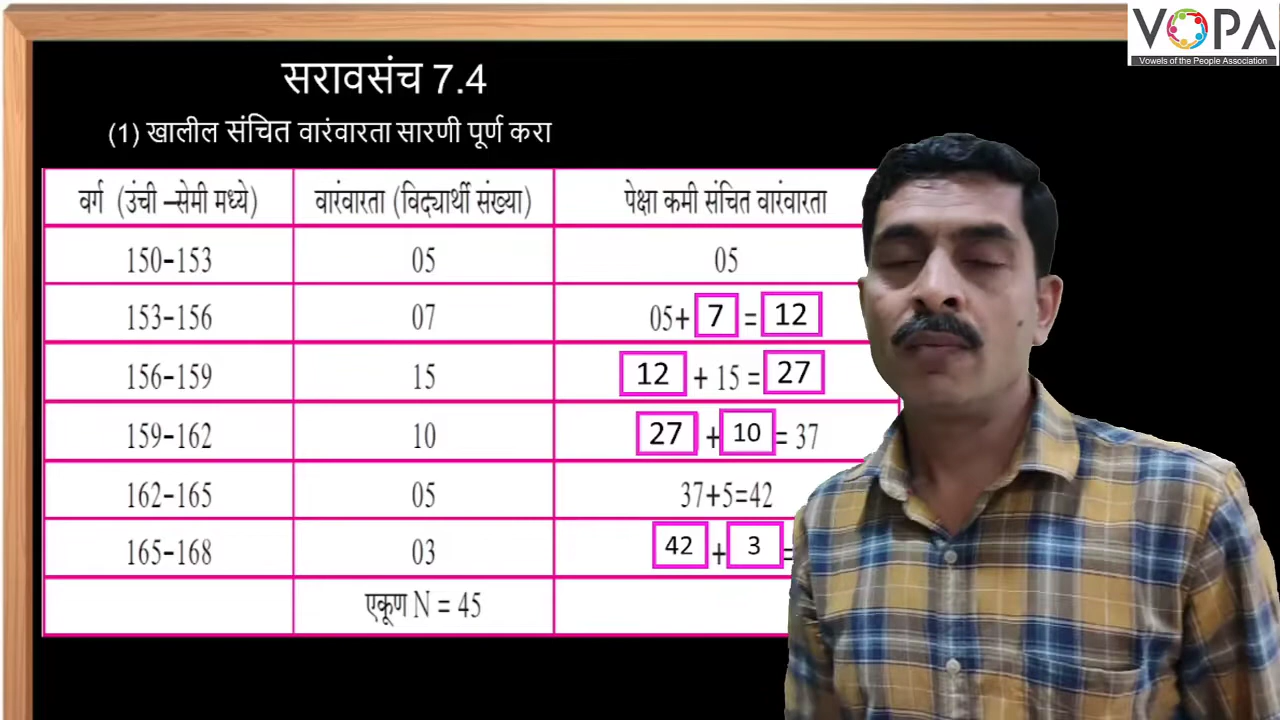 VOPA
Vowels of the People Association
सरावसंच 7.4
(1) खालील संचित वारंवारता सारणी पूर्ण करा
वर्ग (उंची –सेमी मध्ये) वारंवारता (विद्यार्थी संख्या) पेक्षा कमी संचित वारंवारता
150-153 05 05
153-156 07 05+ 7 = 12
156-159 15 12 + 15 = 27
159-162 10 27 + 10 = 37
162-165 05 37+5=42
165-168 03 42 + 3 =
एकूण N = 45